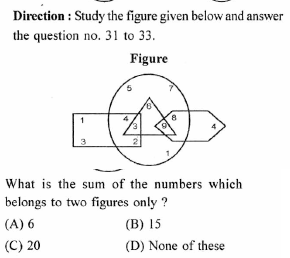 Direction : Study the figure given below and answer
the question no. 31 to 33.
Figure
5 7
6
1 4 3 9 8 4
3 2
1
What is the sum of the numbers which
belongs to two figures only ?
(A) 6 (B) 15
(C) 20 (D) None of these